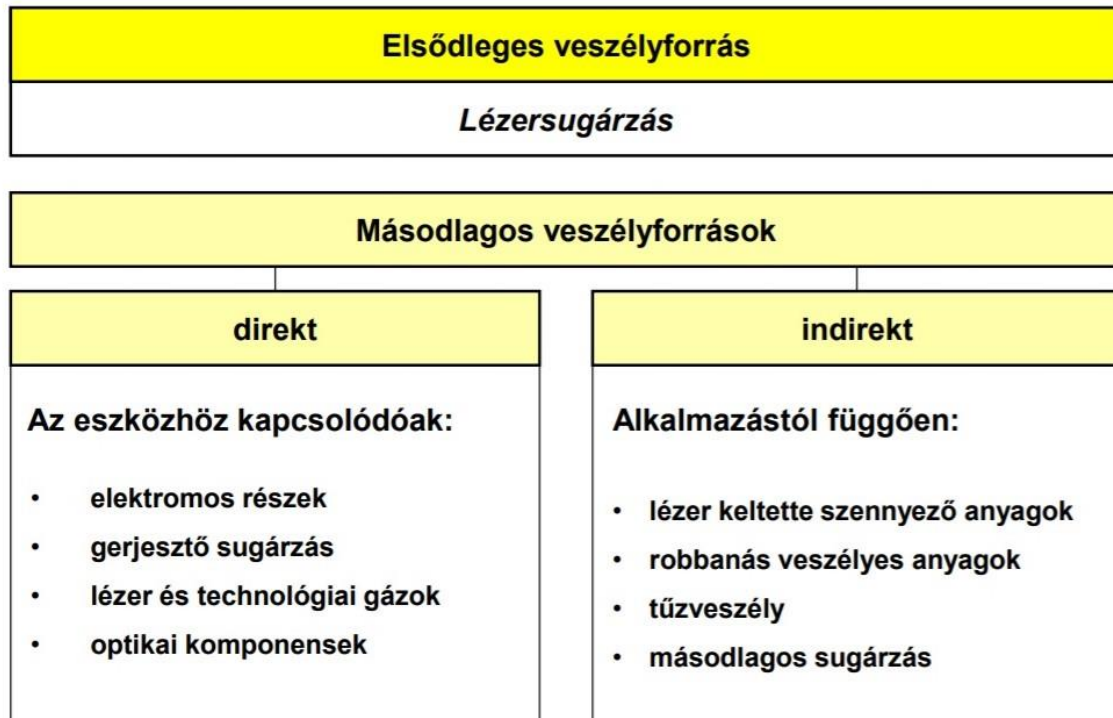 Elsődleges veszélyforrás
Lézersugárzás
Másodlagos veszélyforrások
direkt
Az eszközhöz kapcsolódóak:
• elektromos részek
• gerjesztő sugárzás
• lézer és technológiai gázok
• optikai komponensek
indirekt
Alkalmazástól függően:
• lézer keltette szennyező anyagok
• robbanás veszélyes anyagok
• tűzveszély
• másodlagos sugárzás